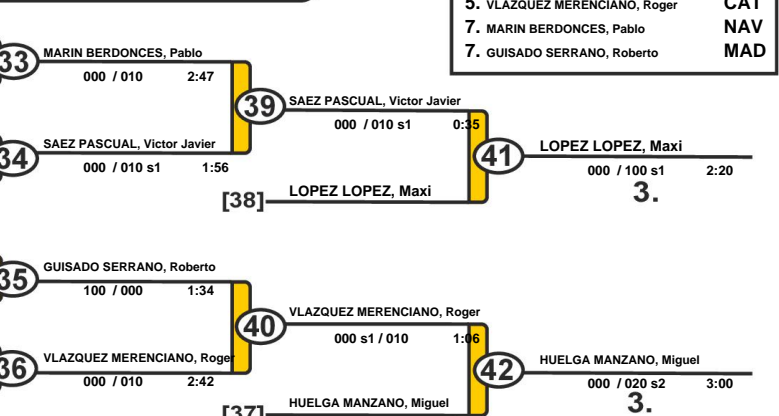 5. VLAZQUEZ MERENCIANO, Roger CAT
7. MARIN BERDONCES, Pablo NAV
7. GUISADO SERRANO, Roberto MAD
33 MARIN BERDONCES, Pablo
000 / 010 2:47
39 SAEZ PASCUAL, Victor Javier
000 / 010 s1 0:35
34 SAEZ PASCUAL, Victor Javier
000 / 010 s1 1:56
41 LOPEZ LOPEZ, Maxi
000 / 100 s1 2:20
3.
[38] LOPEZ LOPEZ, Maxi
35 GUISADO SERRANO, Roberto
100 / 000 1:34
40 VLAZQUEZ MERENCIANO, Roger
000 s1 / 010 1:06
36 VLAZQUEZ MERENCIANO, Roger
000 / 010 2:42
42 HUELGA MANZANO, Miguel
000 / 020 s2 3:00
3.
[37] HUELGA MANZANO, Miguel